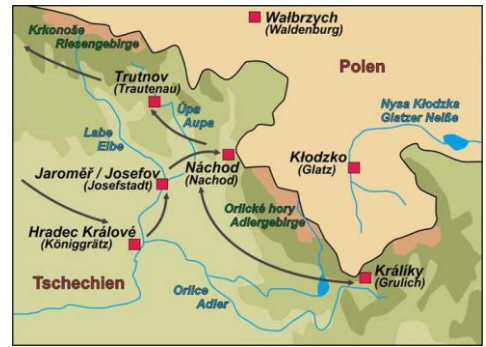 Krkonoše
Riesengebirge
Wałbrzych
(Waldenburg)
Polen
Trutnov
(Trautenau)
Úpa
Aupa
Nysa Kłodzka
Glatzer Neiße
Labe
Elbe
Jaroměř / Josefov
(Josefstadt)
Náchod
(Nachod)
Kłodzko
(Glatz)
Orlické hory
Adlergebirge
Hradec Králové
(Königgrätz)
Tschechien
Orlice
Adler
Králíky
(Grulich)